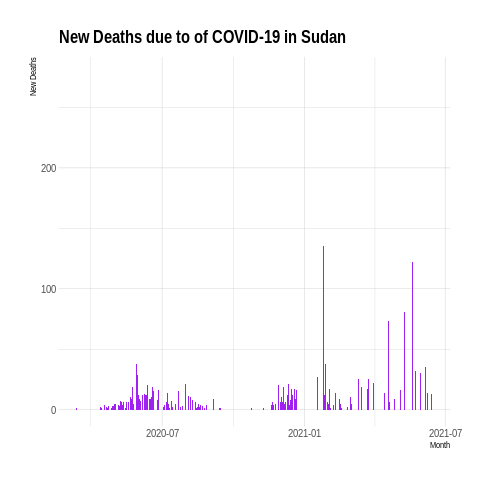 New Deaths due to of COVID-19 in Sudan
New Deaths
200
100
0
2020-07
2021-01
2021-07
Month